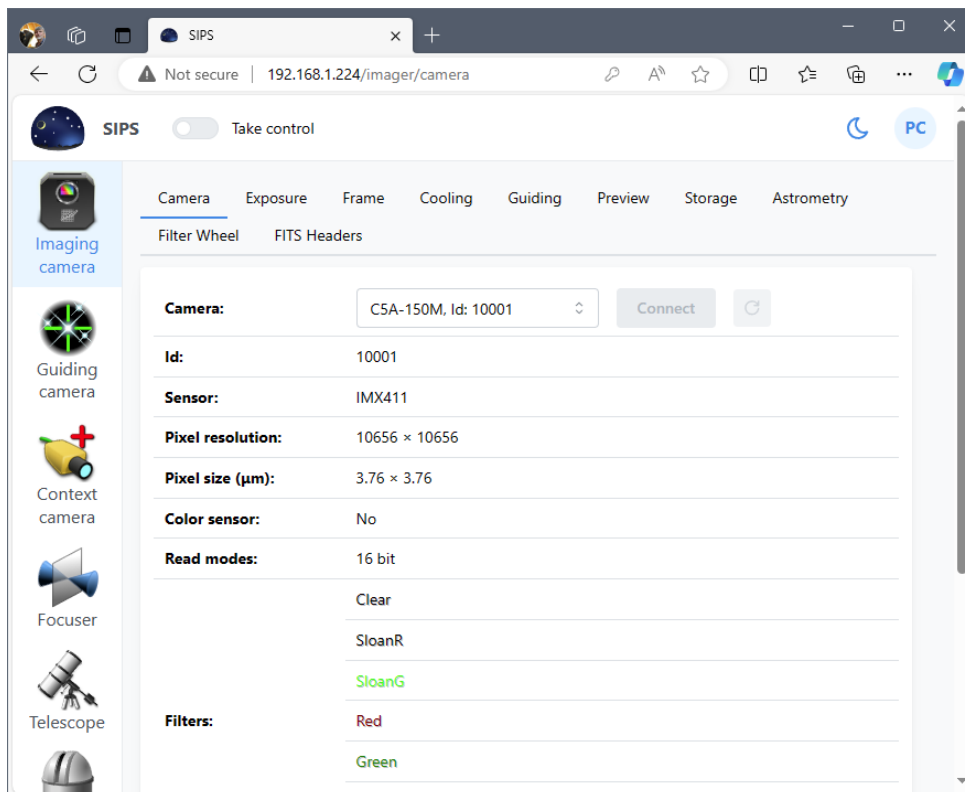 SIPS
Not secure | 192.168.1.224/imager/camera
SIPS Take control PC
Imaging camera
Guiding camera
Context camera
Focuser
Telescope
Camera Exposure Frame Cooling Guiding Preview Storage Astrometry
Filter Wheel FITS Headers
Camera: C5A-150M, Id: 10001 Connect
Id: 10001
Sensor: IMX411
Pixel resolution: 10656 × 10656
Pixel size (μm): 3.76 × 3.76
Color sensor: No
Read modes: 16 bit
Clear
SloanR
SloanG
Filters: Red
Green